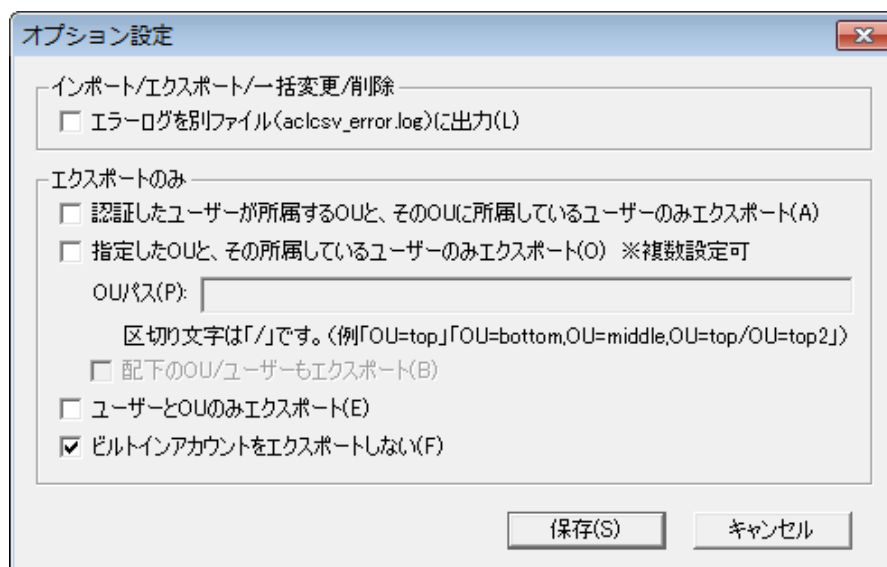 オプション設定
インポート/エクスポート/一括変更/削除
エラーログを別ファイル(aclcsv_error.log)に出力(L)
エクスポートのみ
認証したユーザーが所属するOUと、そのOUに所属しているユーザーのみエクスポート(A)
指定したOUと、その所属しているユーザーのみエクスポート(O) ※複数設定可
OUパス(P):
区切り文字は「/」です。(例「OU=top」「OU=bottom,OU=middle,OU=top/OU=top2」)
配下のOU/ユーザーもエクスポート(B)
ユーザーとOUのみエクスポート(E)
ビルトインアカウントをエクスポートしない(F)
保存(S) キャンセル